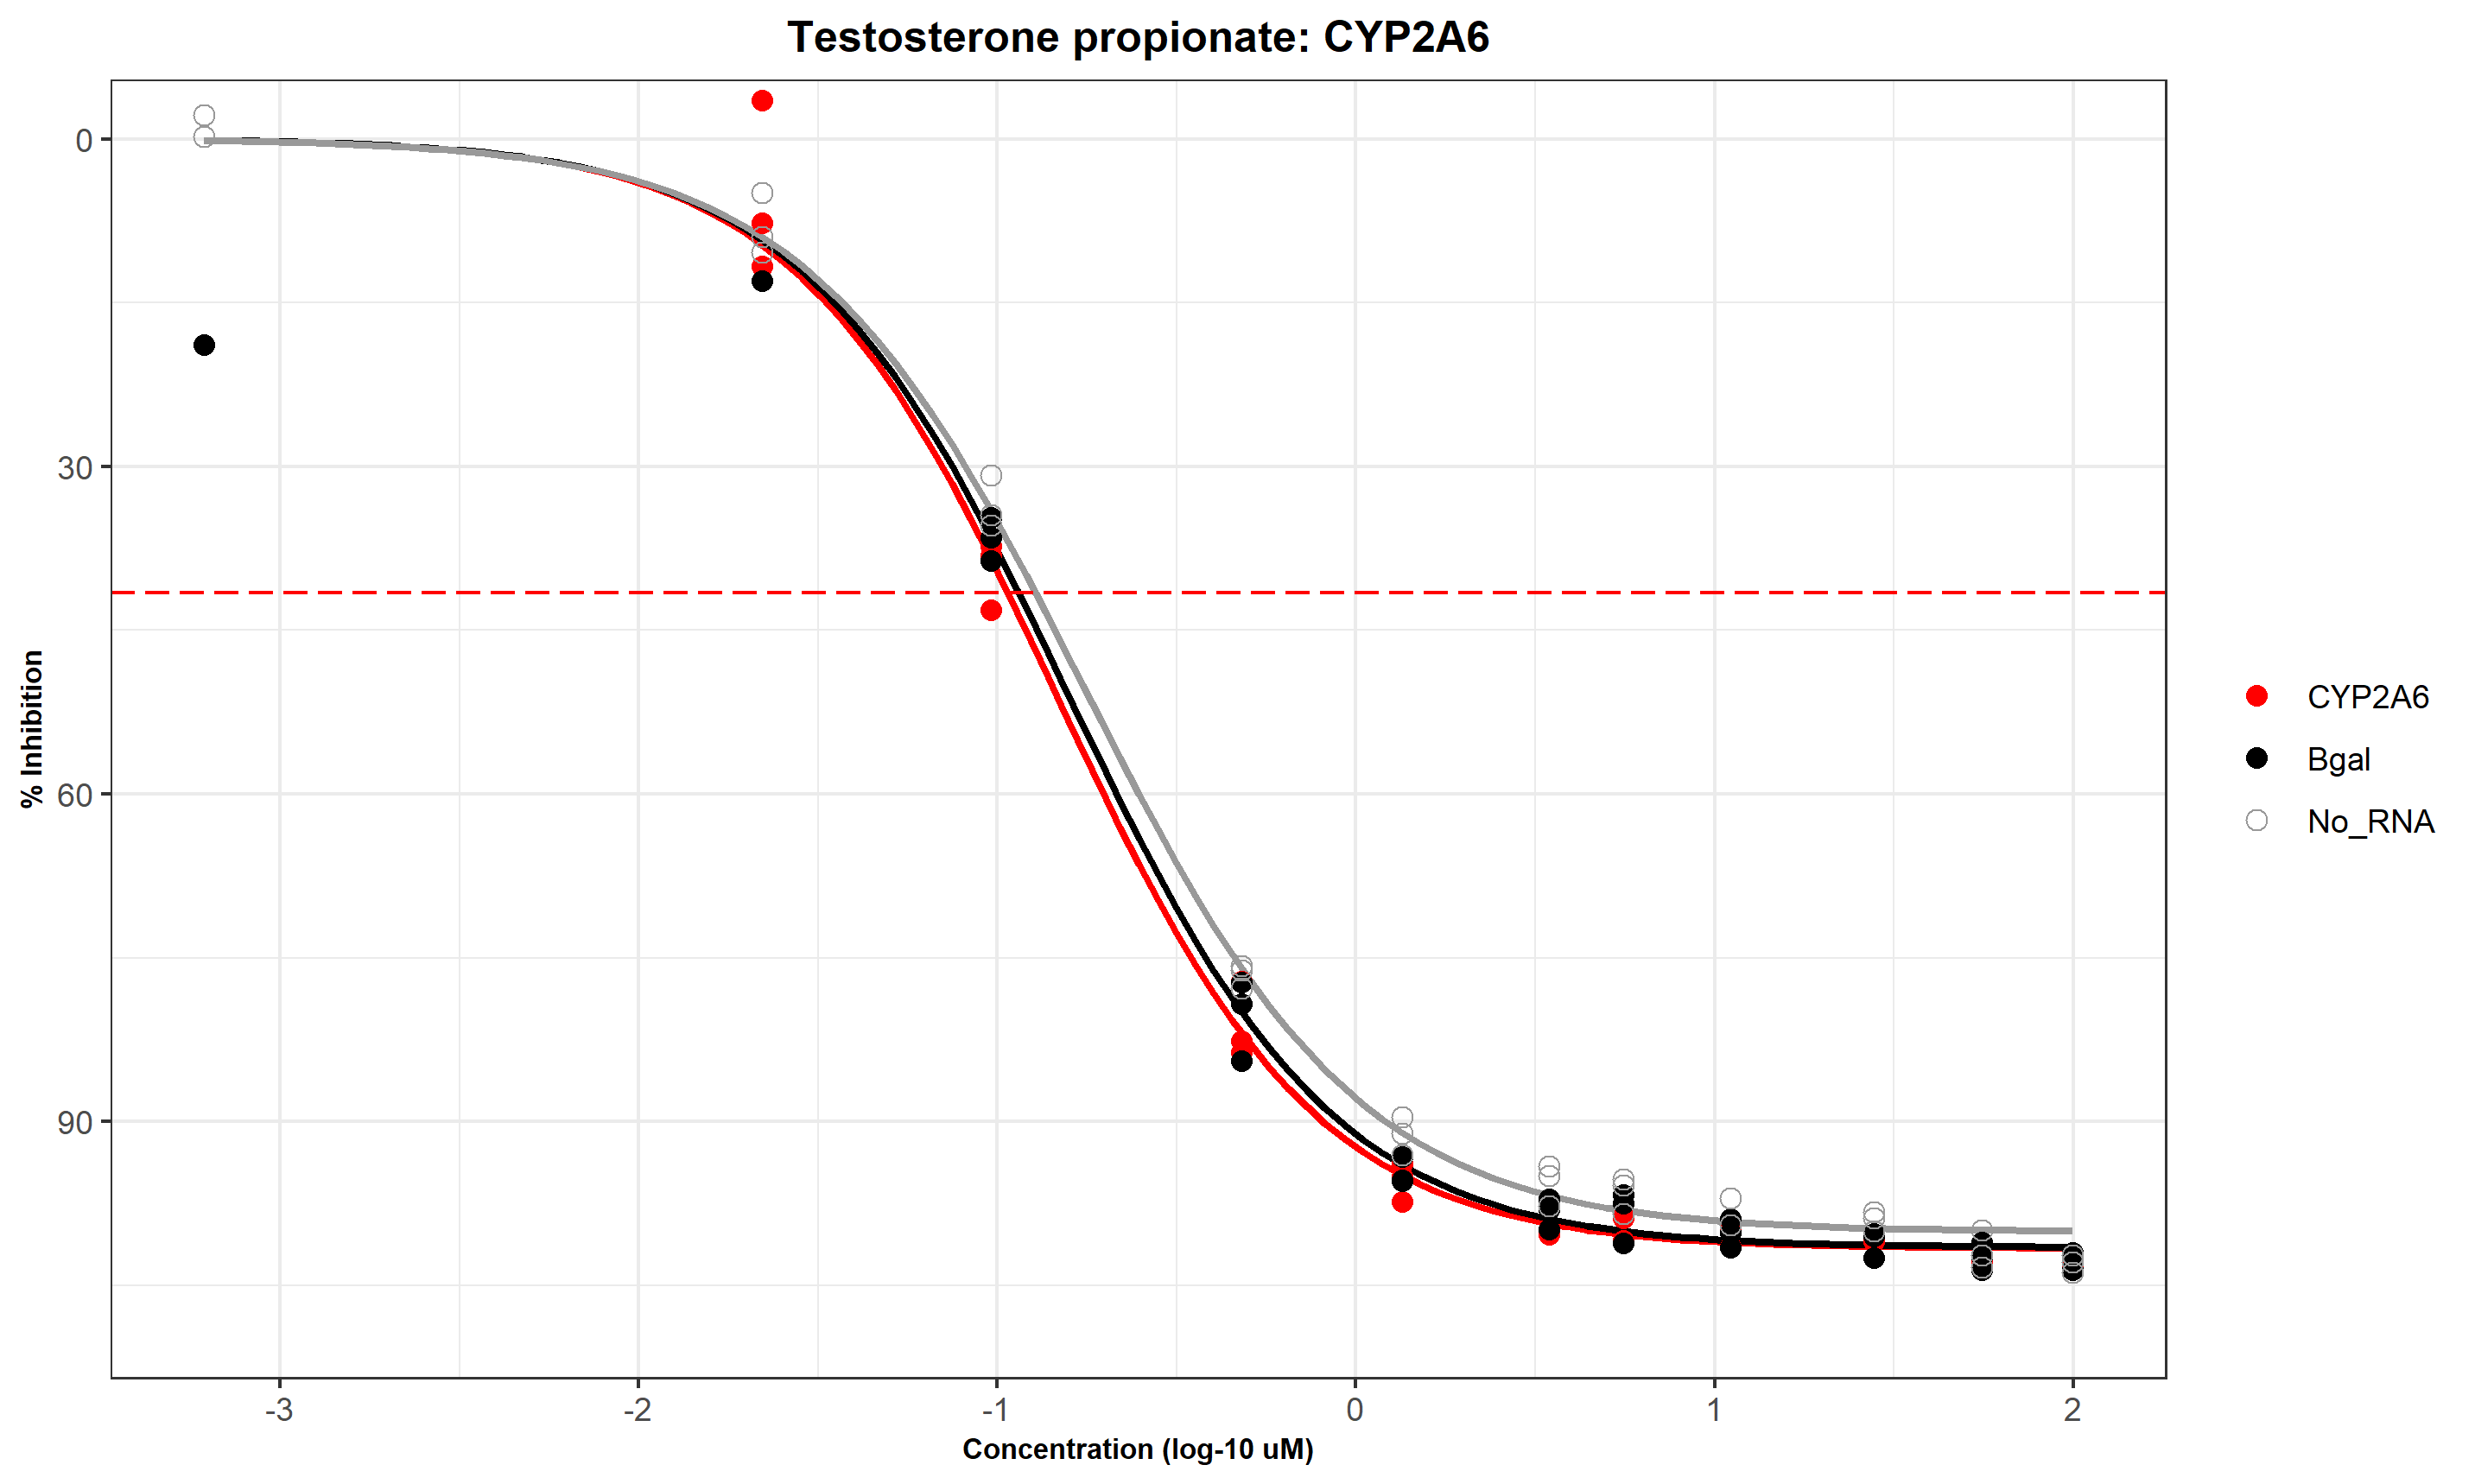 Testosterone propionate: CYP2A6
% Inhibition
0
30
60
90
-3
-2
-1
0
1
2
Concentration (log-10 uM)
CYP2A6
Bgal
No_RNA